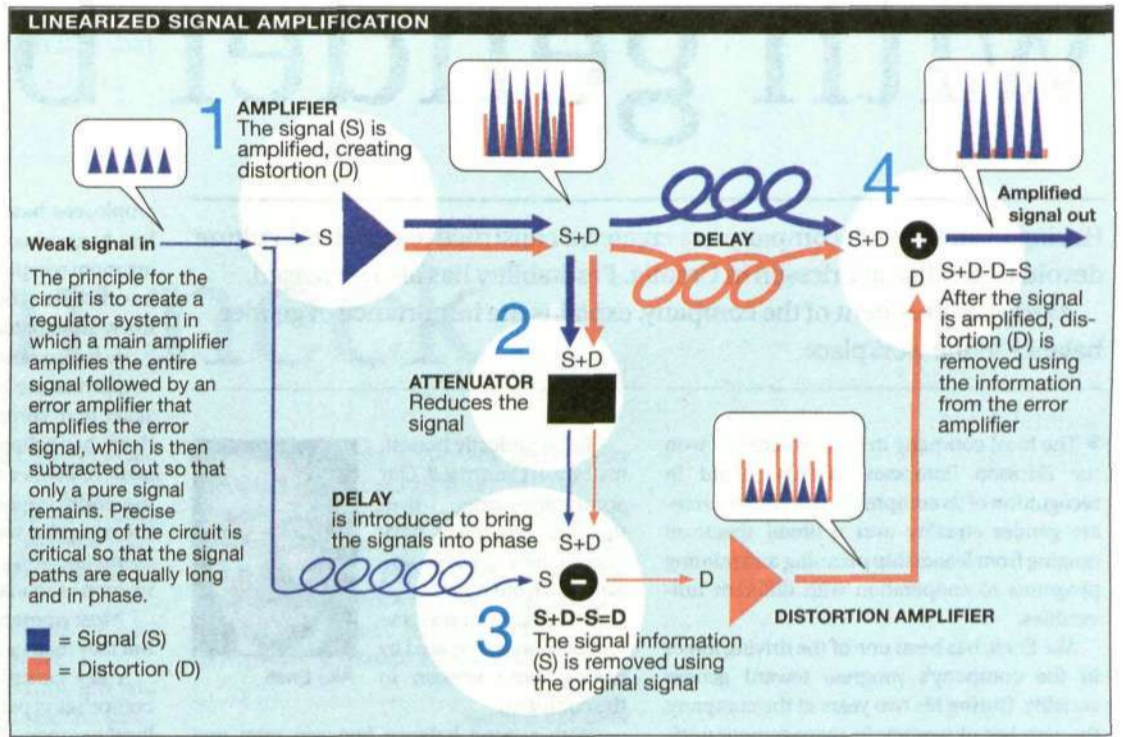 LINEARIZED SIGNAL AMPLIFICATION
1
AMPLIFIER
The signal (S) is
amplified, creating
distortion (D)
Weak signal in
S
S+D
DELAY
4
S+D
+
Amplified
signal out
D
S+D-D=S
After the signal
is amplified, dis-
tortion (D) is
removed using
the information
from the error
amplifier
The principle for the
circuit is to create a
regulator system in
which a main amplifier
amplifies the entire
signal followed by an
error amplifier that
amplifies the error
signal, which is then
subtracted out so that
only a pure signal
remains. Precise
trimming of the circuit is
critical so that the signal
paths are equally long
and in phase.
2
S+D
ATTENUATOR
Reduces the
signal
DELAY
is introduced to bring
the signals into phase
S+D
S
-
D
DISTORTION AMPLIFIER
3
S+D-S=D
The signal information
(S) is removed using
the original signal
= Signal (S)
= Distortion (D)